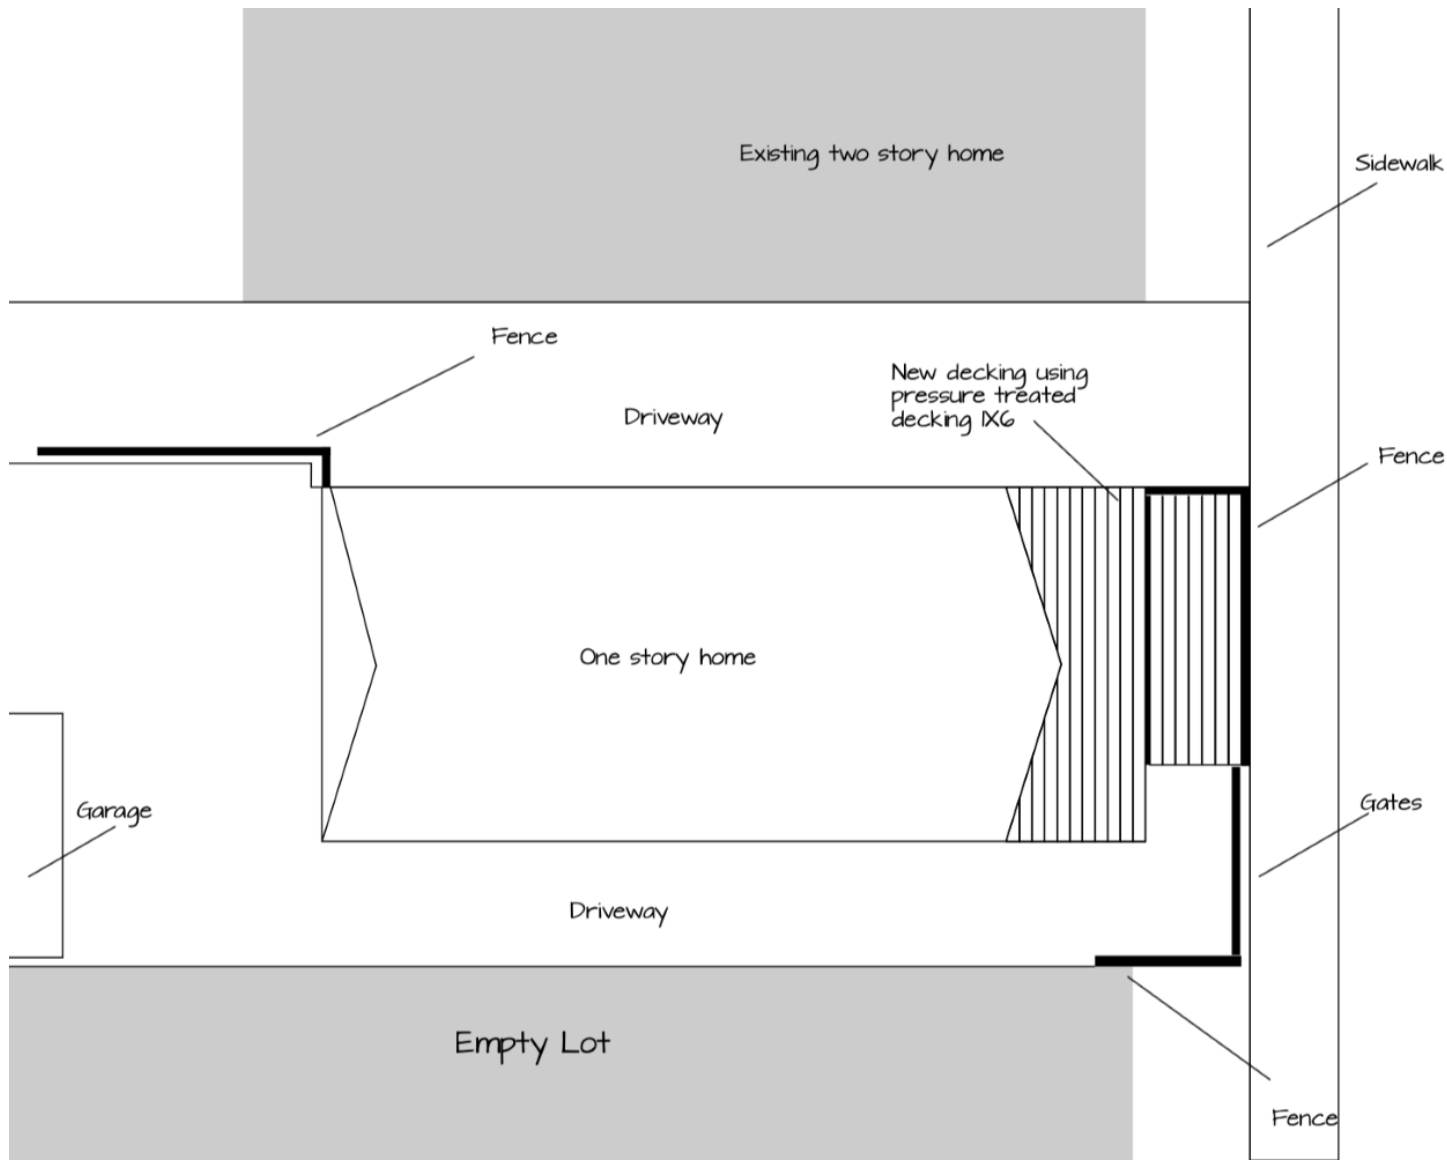 Existing two story home
Sidewalk
Fence
New decking using
pressure treated
decking 1X6
Driveway
Fence
One story home
Garage
Gates
Driveway
Empty Lot
Fence